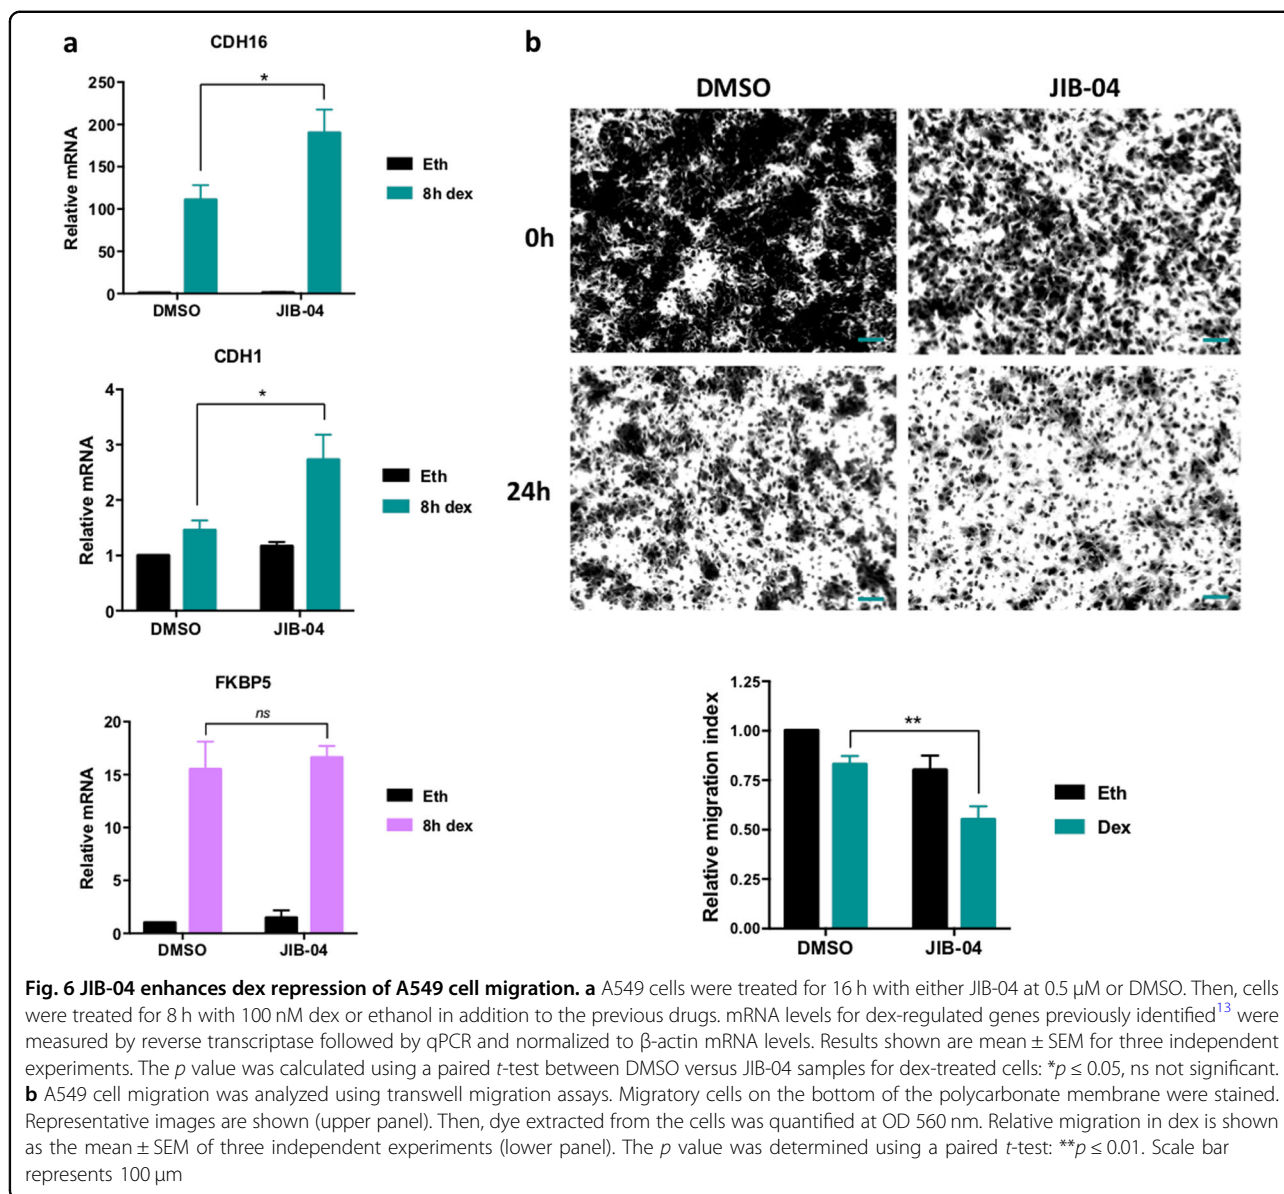 a
CDH16
250
200
150
100
50
0
Relative mRNA
*
DMSO
JIB-04
Eth
8h dex
CDH1
4
3
2
1
0
Relative mRNA
*
DMSO
JIB-04
Eth
8h dex
FKBP5
20
15
10
5
0
Relative mRNA
ns
DMSO
JIB-04
Eth
8h dex
b
DMSO
JIB-04
0h
24h
1.25
1.00
0.75
0.50
0.25
0.00
Relative migration index
**
DMSO
JIB-04
Eth
Dex
Fig. 6 JIB-04 enhances dex repression of A549 cell migration. a A549 cells were treated for 16 h with either JIB-04 at 0.5 μM or DMSO. Then, cells
were treated for 8 h with 100 nM dex or ethanol in addition to the previous drugs. mRNA levels for dex-regulated genes previously identified13 were
measured by reverse transcriptase followed by qPCR and normalized to β-actin mRNA levels. Results shown are mean ± SEM for three independent
experiments. The p value was calculated using a paired t-test between DMSO versus JIB-04 samples for dex-treated cells: *p ≤ 0.05, ns not significant.
b A549 cell migration was analyzed using transwell migration assays. Migratory cells on the bottom of the polycarbonate membrane were stained.
Representative images are shown (upper panel). Then, dye extracted from the cells was quantified at OD 560 nm. Relative migration in dex is shown
as the mean ± SEM of three independent experiments (lower panel). The p value was determined using a paired t-test: **p ≤ 0.01. Scale bar
represents 100 μm